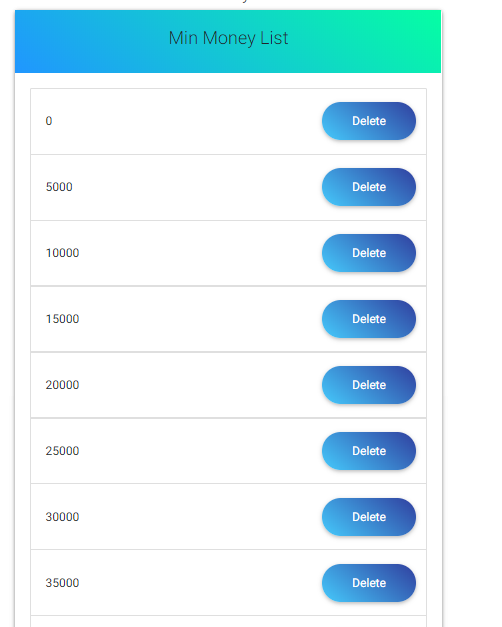 Min Money List
0 Delete
5000 Delete
10000 Delete
15000 Delete
20000 Delete
25000 Delete
30000 Delete
35000 Delete